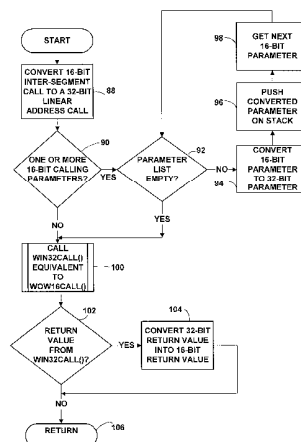 START
CONVERT 16-BIT
INTER-SEGMENT
CALL TO A 32-BIT
LINEAR
ADDRESS CALL
88
90
ONE OR MORE
16-BIT CALLING
PARAMETERS?
YES
NO
92
PARAMETER
LIST
EMPTY?
NO
YES
98
GET NEXT
16-BIT
PARAMETER
96
PUSH
CONVERTED
PARAMETER
ON STACK
94
CONVERT
16-BIT
PARAMETER
TO 32-BIT
PARAMETER
CALL
WIN32CALL()
EQUIVALENT
TO
WOW16CALL()
100
102
RETURN
VALUE
FROM
WIN32CALL()?
YES
NO
104
CONVERT 32-BIT
RETURN VALUE
INTO 16-BIT
RETURN VALUE
RETURN
106